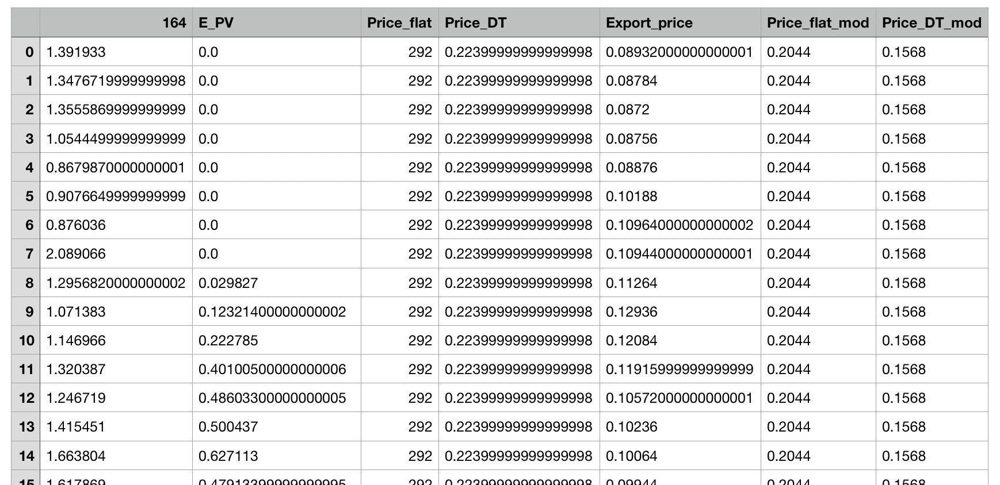 164 E_PV Price_flat Price_DT Export_price Price_flat_mod Price_DT_mod
0 1.391933 0.0 292 0.22399999999999998 0.08932000000000001 0.2044 0.1568
1 1.3476719999999998 0.0 292 0.22399999999999998 0.08784 0.2044 0.1568
2 1.3555869999999999 0.0 292 0.22399999999999998 0.0872 0.2044 0.1568
3 1.0544499999999999 0.0 292 0.22399999999999998 0.08756 0.2044 0.1568
4 0.8679870000000001 0.0 292 0.22399999999999998 0.08876 0.2044 0.1568
5 0.9076649999999999 0.0 292 0.22399999999999998 0.10188 0.2044 0.1568
6 0.876036 0.0 292 0.22399999999999998 0.10964000000000002 0.2044 0.1568
7 2.089066 0.0 292 0.22399999999999998 0.10944000000000001 0.2044 0.1568
8 1.2956820000000002 0.029827 292 0.22399999999999998 0.11264 0.2044 0.1568
9 1.071383 0.12321400000000002 292 0.22399999999999998 0.12936 0.2044 0.1568
10 1.146966 0.222785 292 0.22399999999999998 0.12084 0.2044 0.1568
11 1.320387 0.40100500000000006 292 0.22399999999999998 0.11915999999999999 0.2044 0.1568
12 1.246719 0.48603300000000005 292 0.22399999999999998 0.10572000000000001 0.2044 0.1568
13 1.415451 0.500437 292 0.22399999999999998 0.10236 0.2044 0.1568
14 1.663804 0.627113 292 0.22399999999999998 0.10064 0.2044 0.1568
15 1.617869 0.47913399999999995 292 0.22399999999999998 0.09944 0.2044 0.1568